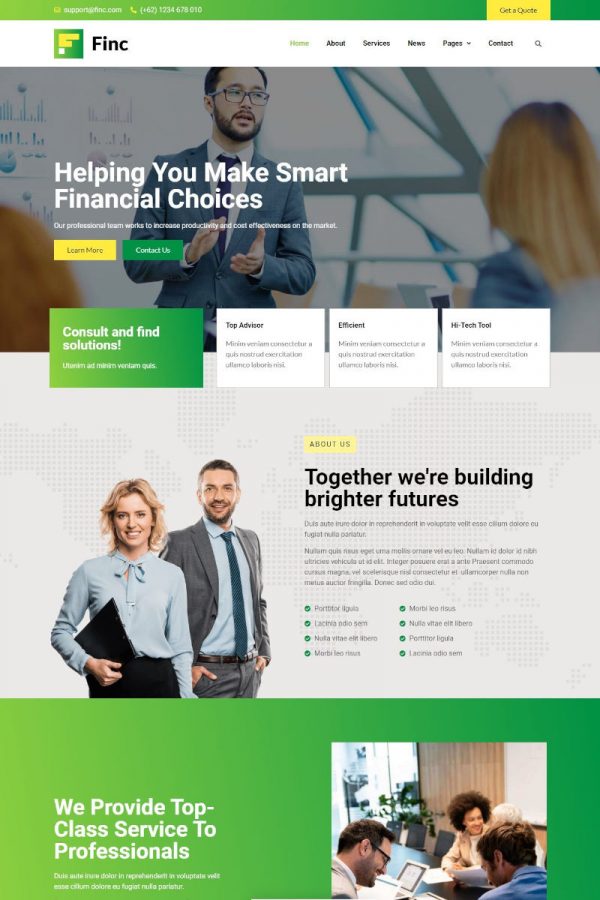 support@finc.com (+62) 1234 678 010 Get a Quote
Finc Home About Services News Pages Contact
Helping You Make Smart
Financial Choices
Our professional team works to increase productivity and cost effectiveness on the market.
Learn More Contact Us
Consult and find
solutions!
Utenim ad minim veniam quis.
Top Advisor
Minim veniam consectetur a
quis nostrud exercitation
ullamco laboris nisi.
Efficient
Minim veniam consectetur a
quis nostrud exercitation
ullamco laboris nisi.
Hi-Tech Tool
Minim veniam consectetur a
quis nostrud exercitation
ullamco laboris nisi.
ABOUT US
Together we're building
brighter futures
Duis aute irure dolor in reprehenderit in voluptate velit esse cillum dolore eu
fugiat nulla pariatur.
Nullam quis risus eget urna mollis ornare vel eu leo. Nullam id dolor id nibh
ultricies vehicula ut id elit. Integer posuere erat a ante Praesent commodo
cursus magna, vel scelerisque nisl consectetur et. ullamcorper nulla non
metus auctor fringilla. Donec sed odio dui.
Porttitor ligula
Lacinia odio sem
Nulla vitae elit libero
Morbi leo risus
Morbi leo risus
Nulla vitae elit libero
Porttitor ligula
Lacinia odio sem
We Provide Top-
Class Service To
Professionals
Duis aute irure dolor in reprehenderit in voluptate velit
esse cillum dolore eu fugiat nulla pariatur.